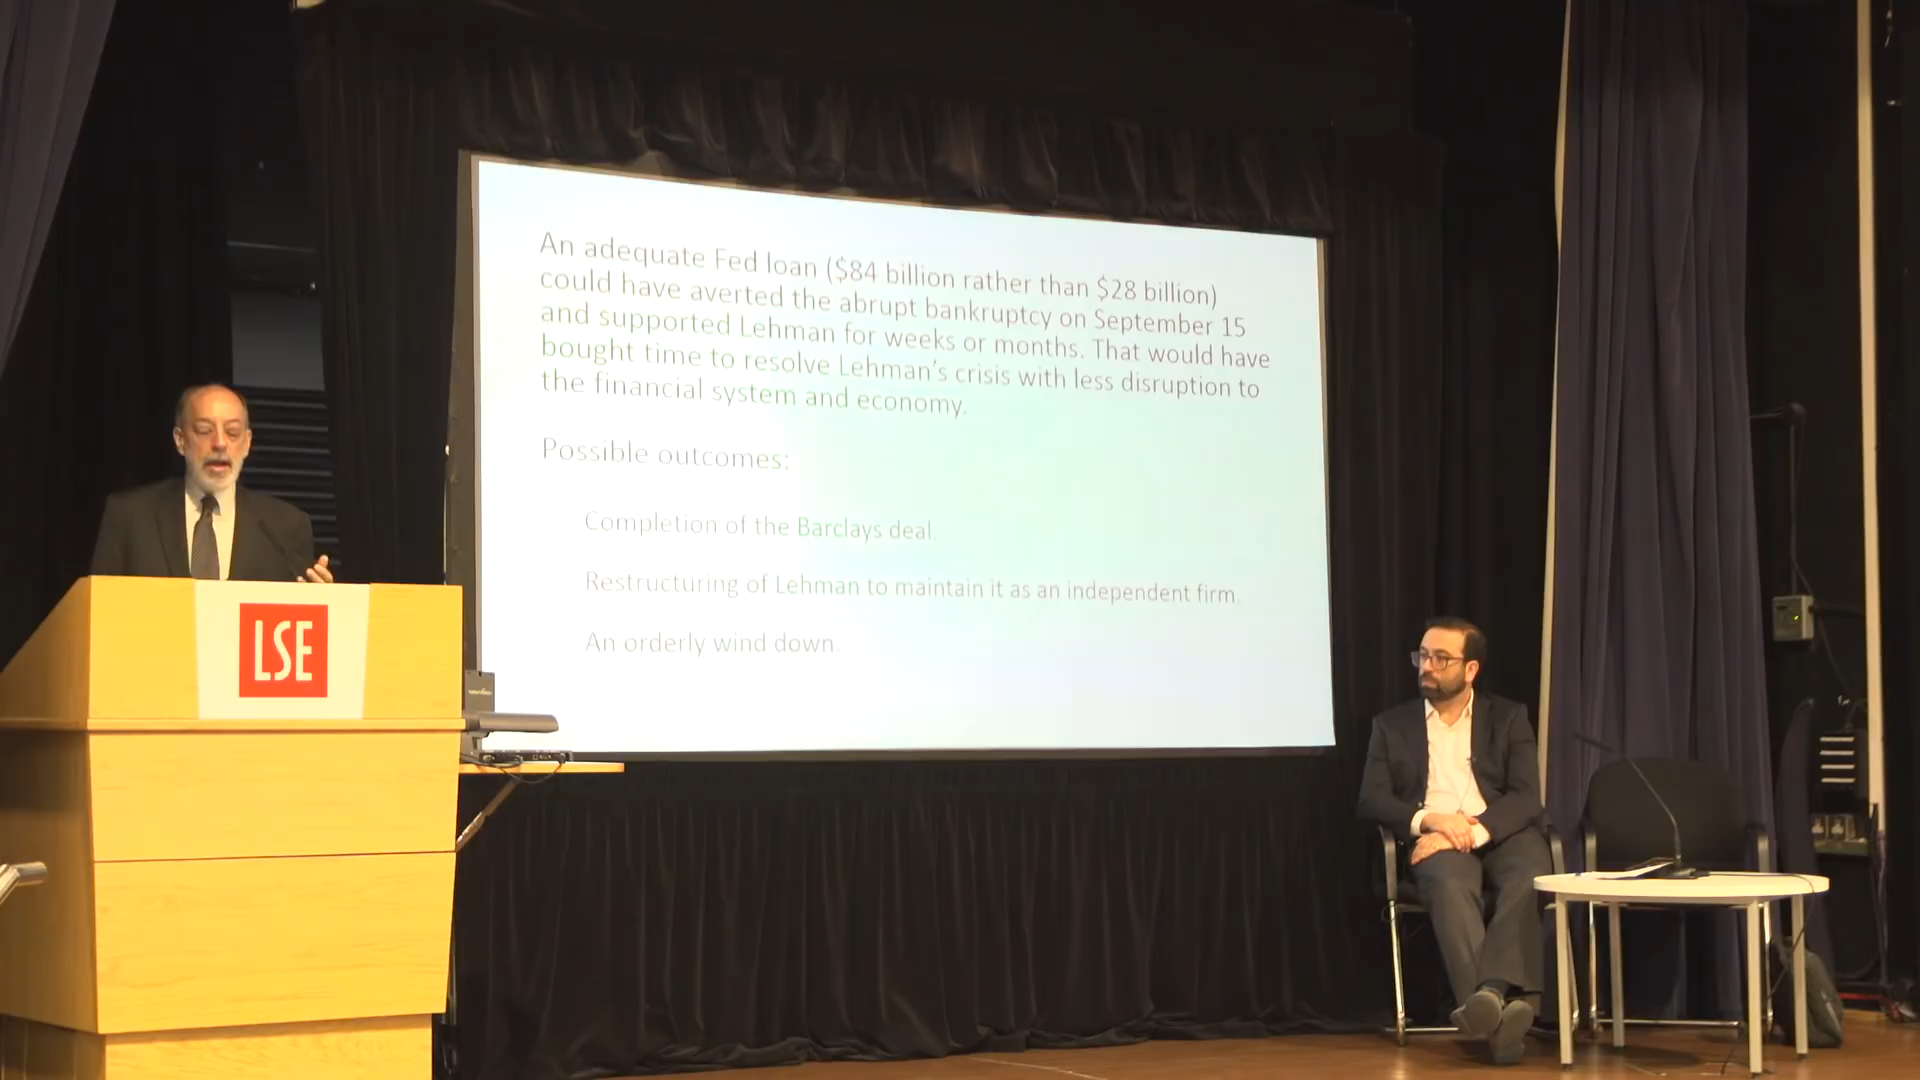 An adequate Fed loan ($84 billion rather than $28 billion)
could have averted the abrupt bankruptcy on September 15
and supported Lehman for weeks or months. That would have
bought time to resolve Lehman's crisis with less disruption to
the financial system and economy.
Possible outcomes:
Completion of the Barclays deal.
Restructuring of Lehman to maintain it as an independent firm.
An orderly wind down.
LSE